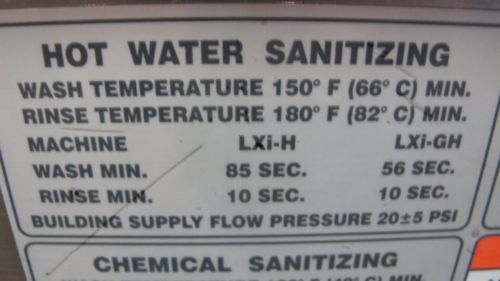 HOT WATER SANITIZING
WASH TEMPERATURE 150° F (66° C) MIN.
RINSE TEMPERATURE 180° F (82° C) MIN.
MACHINE LXi-H LXi-GH
WASH MIN. 85 SEC. 56 SEC.
RINSE MIN. 10 SEC. 10 SEC.
BUILDING SUPPLY FLOW PRESSURE 20±5 PSI
CHEMICAL SANITIZING